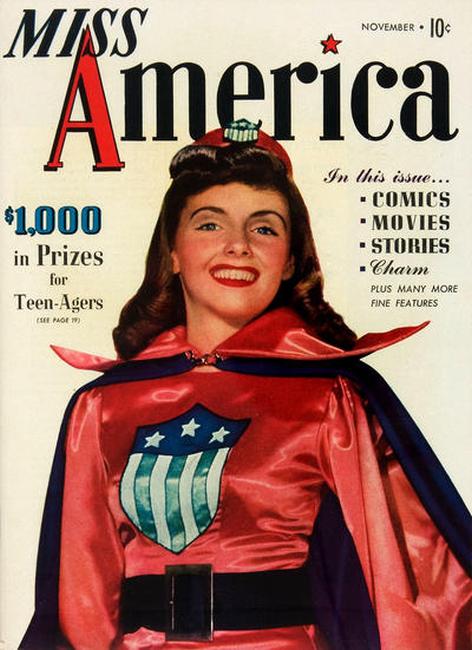 MISS
America
NOVEMBER • 10¢
$1,000
in Prizes
for
Teen-Agers
(SEE PAGE 19)
In this issue...
▪ COMICS
▪ MOVIES
▪ STORIES
▪ Charm
PLUS MANY MORE
FINE FEATURES